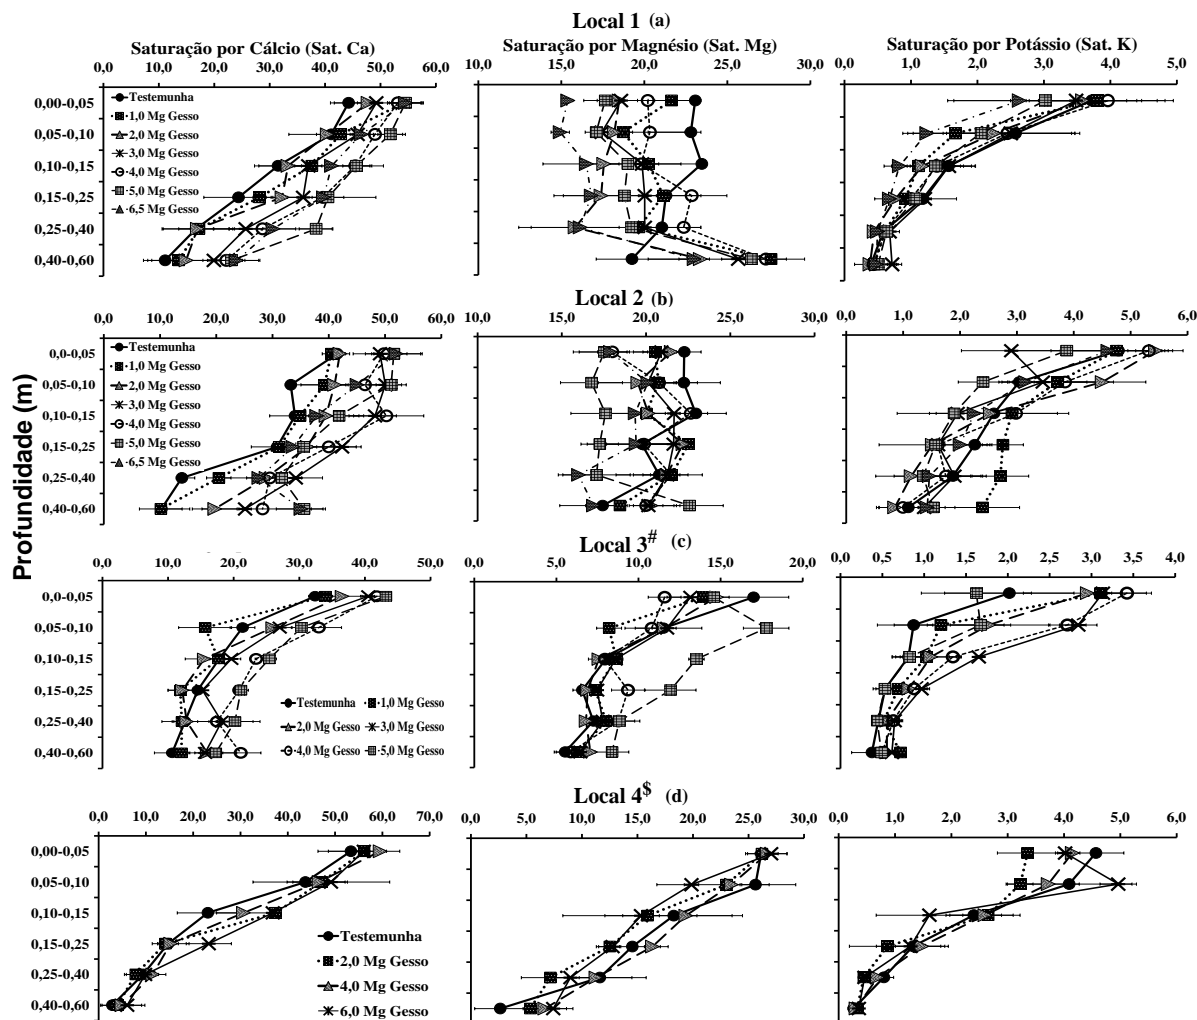 Local 1 (a)
Saturação por Cálcio (Sat. Ca)
Saturação por Magnésio (Sat. Mg)
Saturação por Potássio (Sat. K)
0,0 10,0 20,0 30,0 40,0 50,0 60,0
10,0 15,0 20,0 25,0 30,0
0,0 1,0 2,0 3,0 4,0 5,0
0,00-0,05
0,05-0,10
0,10-0,15
0,15-0,25
0,25-0,40
0,40-0,60
Testemunha
1,0 Mg Gesso
2,0 Mg Gesso
3,0 Mg Gesso
4,0 Mg Gesso
5,0 Mg Gesso
6,5 Mg Gesso
Local 2 (b)
0,0 10,0 20,0 30,0 40,0 50,0 60,0
10,0 15,0 20,0 25,0 30,0
0,0 1,0 2,0 3,0 4,0 5,0 6,0
0,0-0,05
0,05-0,10
0,10-0,15
0,15-0,25
0,25-0,40
0,40-0,60
Testemunha
1,0 Mg Gesso
2,0 Mg Gesso
3,0 Mg Gesso
4,0 Mg Gesso
5,0 Mg Gesso
6,5 Mg Gesso
Profundidade (m)
Local 3# (c)
0,0 10,0 20,0 30,0 40,0 50,0
0,0 5,0 10,0 15,0 20,0
0,0 0,5 1,0 1,5 2,0 2,5 3,0 3,5 4,0
0,0-0,05
0,05-0,10
0,10-0,15
0,15-0,25
0,25-0,40
0,40-0,60
Testemunha 1,0 Mg Gesso
2,0 Mg Gesso 3,0 Mg Gesso
4,0 Mg Gesso 5,0 Mg Gesso
Local 4$ (d)
0,0 10,0 20,0 30,0 40,0 50,0 60,0 70,0
0,0 5,0 10,0 15,0 20,0 25,0 30,0
0,0 1,0 2,0 3,0 4,0 5,0 6,0
0,00-0,05
0,05-0,10
0,10-0,15
0,15-0,25
0,25-0,40
0,40-0,60
Testemunha
2,0 Mg Gesso
4,0 Mg Gesso
6,0 Mg Gesso